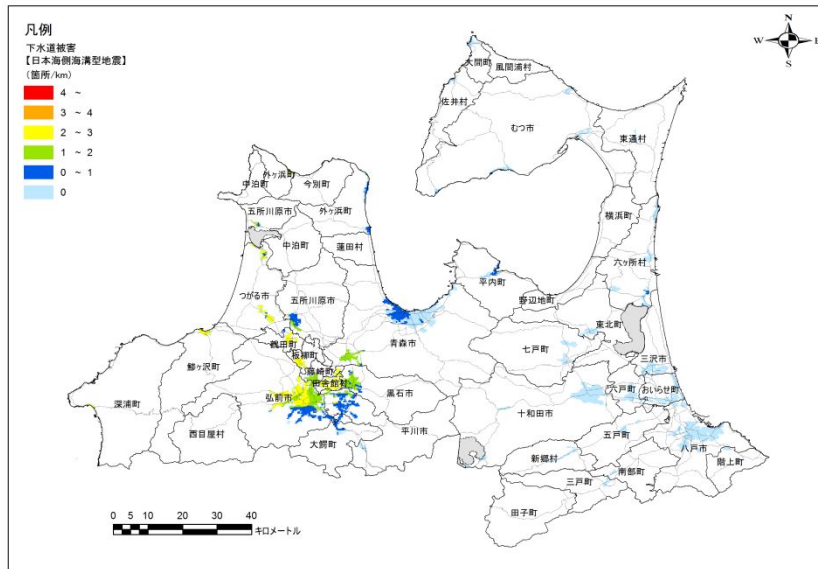 凡例
下水道被害
【日本海側海溝型地震】
(箇所/km)
4 ~
3 ~ 4
2 ~ 3
1 ~ 2
0 ~ 1
0
N
W E
S
大間町
風間浦村
佐井村
むつ市
東通村
外ヶ浜町
中泊町
今別町
五所川原市
外ヶ浜町
横浜町
中泊町
蓬田村
六ヶ所村
平内町
つがる市
五所川原市
野辺地町
東北町
鶴田町
青森市
七戸町
板柳町
三沢市
鰺ヶ沢町
藤崎町
田舎館村
六戸町
おいらせ町
深浦町
弘前市
黒石市
十和田市
西目屋村
平川市
五戸町
大鰐町
八戸市
新郷村
南部町
階上町
三戸町
田子町
0 5 10 20 30 40
キロメートル